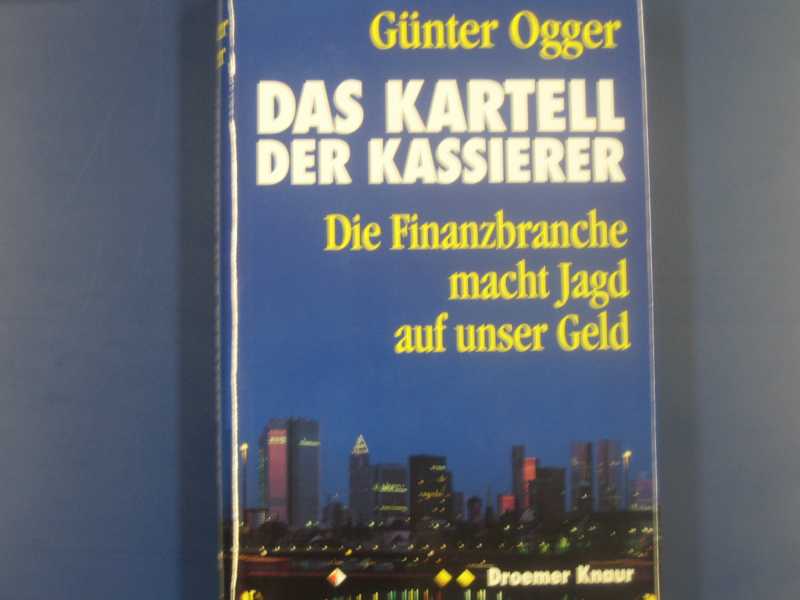 Günter Ogger
DAS KARTELL
DER KASSIERER
Die Finanzbranche
macht Jagd
auf unser Geld
Droemer Knaur